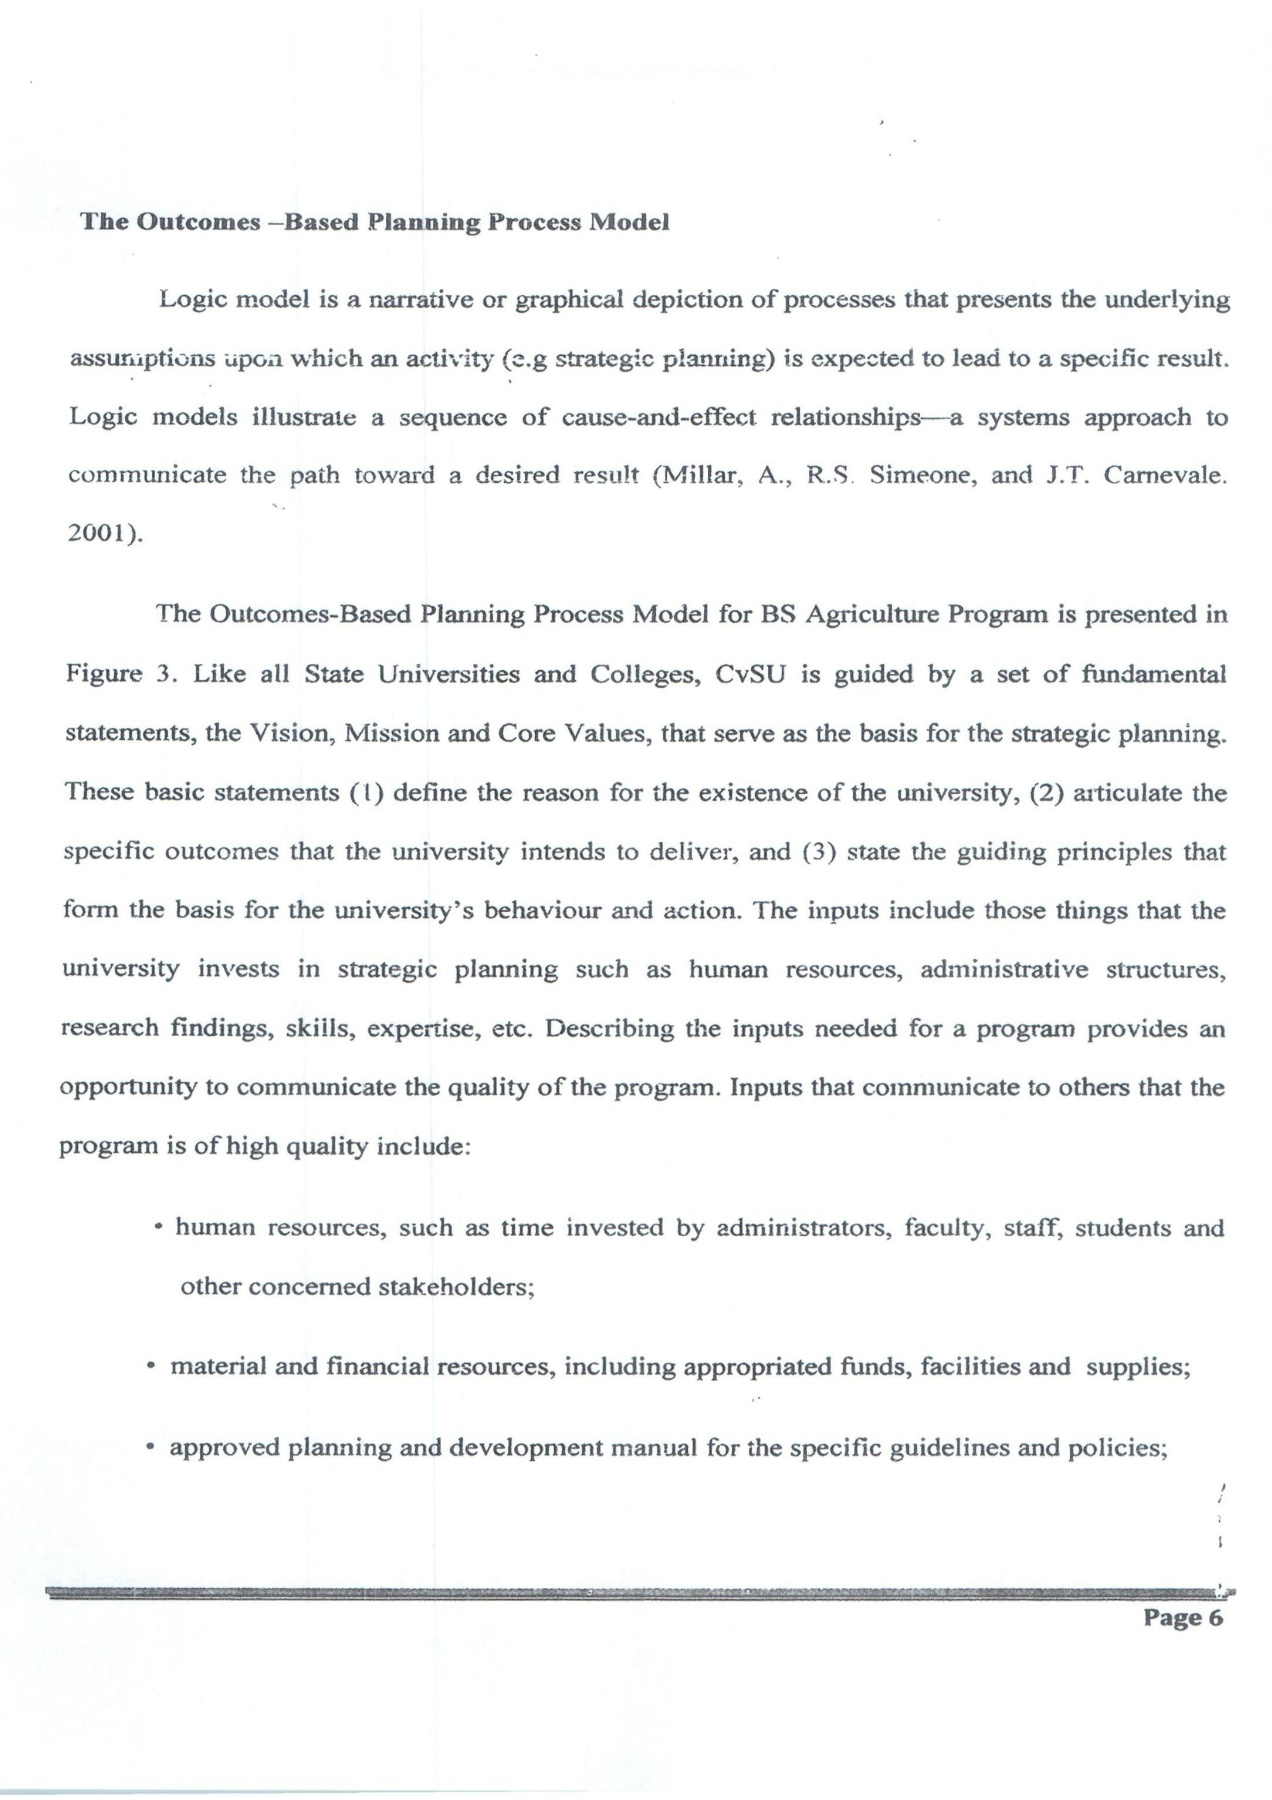 The Outcomes –Based Planning Process Model
Logic model is a narrative or graphical depiction of processes that presents the underlying
assumptions upon which an activity (e.g strategic planning) is expected to lead to a specific result.
Logic models illustrate a sequence of cause-and-effect relationships—a systems approach to
communicate the path toward a desired result (Millar, A., R.S. Simeone, and J.T. Carnevale.
2001).
The Outcomes-Based Planning Process Model for BS Agriculture Program is presented in
Figure 3. Like all State Universities and Colleges, CvSU is guided by a set of fundamental
statements, the Vision, Mission and Core Values, that serve as the basis for the strategic planning.
These basic statements (1) define the reason for the existence of the university, (2) articulate the
specific outcomes that the university intends to deliver, and (3) state the guiding principles that
form the basis for the university's behaviour and action. The inputs include those things that the
university invests in strategic planning such as human resources, administrative structures,
research findings, skills, expertise, etc. Describing the inputs needed for a program provides an
opportunity to communicate the quality of the program. Inputs that communicate to others that the
program is of high quality include:
• human resources, such as time invested by administrators, faculty, staff, students and
other concerned stakeholders;
• material and financial resources, including appropriated funds, facilities and supplies;
• approved planning and development manual for the specific guidelines and policies;
Page 6